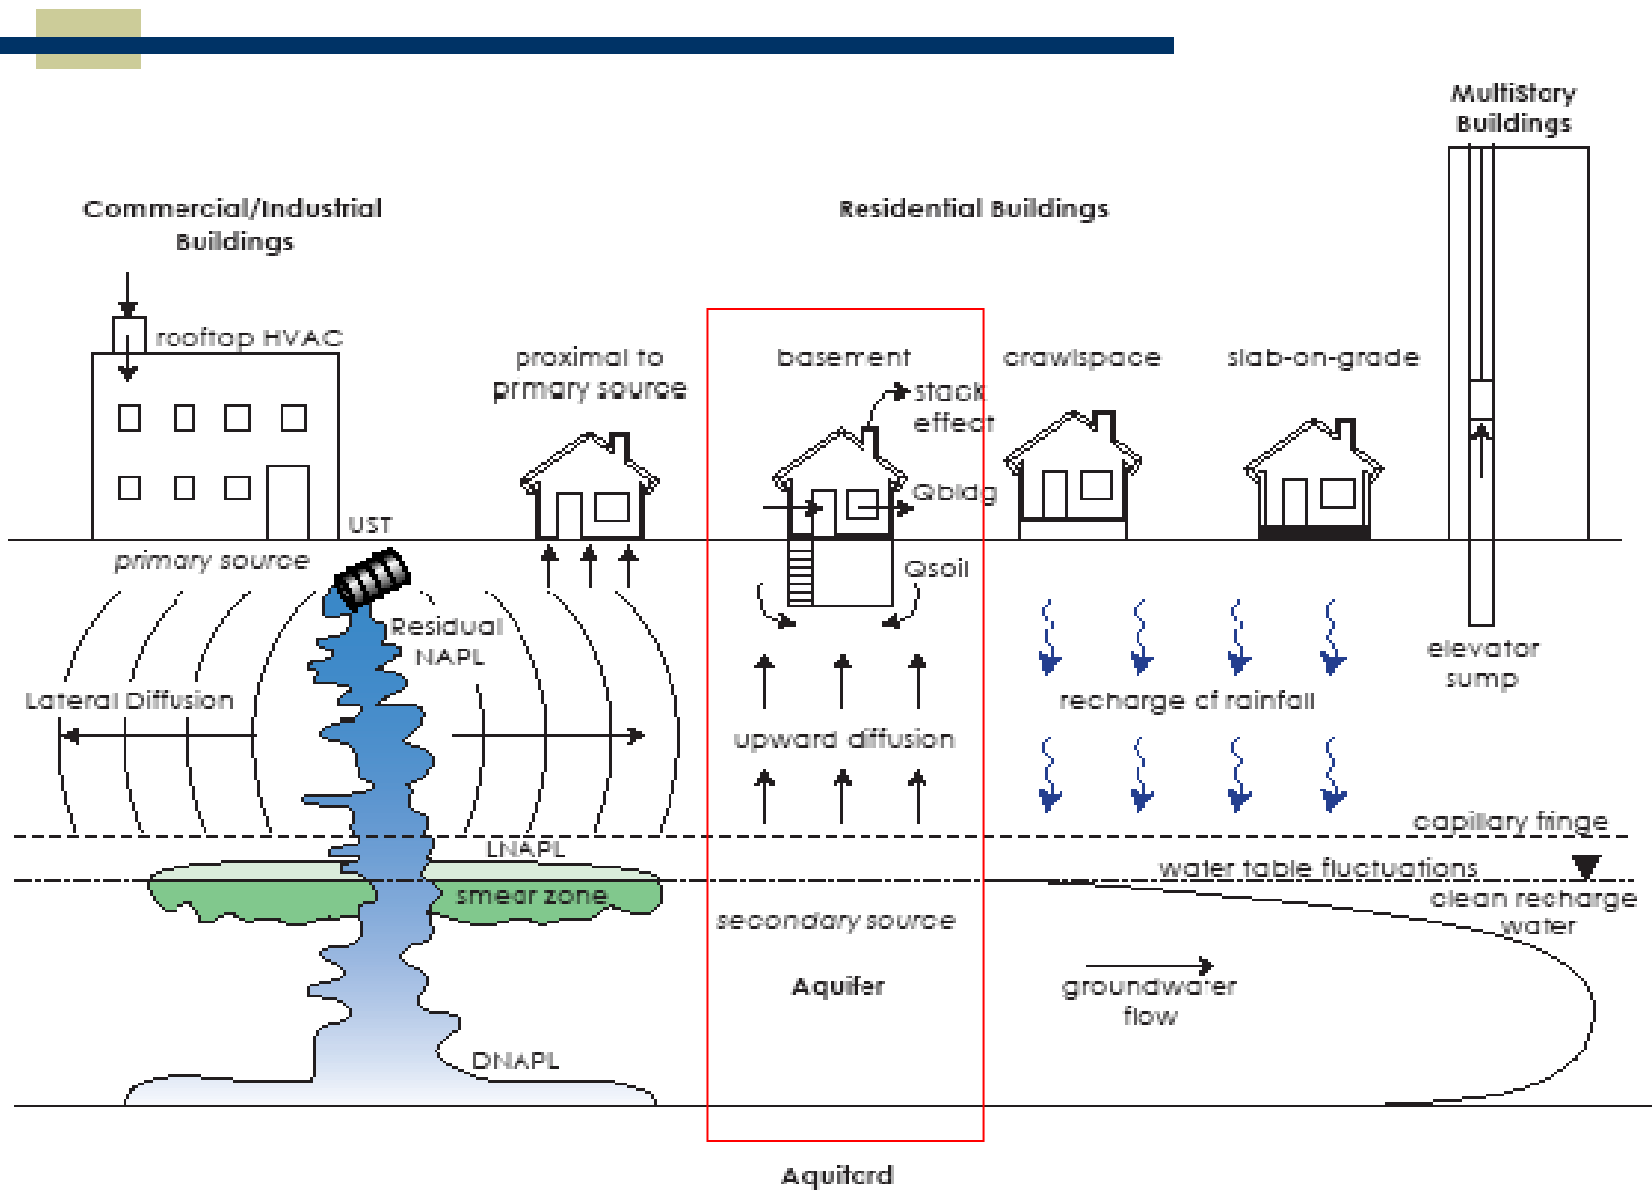 MultiStory
Buildings
Commercial/Industrial
Buildings
Residential Buildings
rooftop HVAC
proximal to
prmary source
basement
crawlspace
slab-on-grade
stack
effect
Qbldg
UST
primary source
Qsoil
Residual
NAPL
elevator
sump
Lateral Diffusion
recharge of rainfall
upward diffusion
capillary fringe
LNAPL
water table fluctuations
smear zone
clean recharge
water
secondary source
Aquifer
groundwater
flow
DNAPL
Aquitard